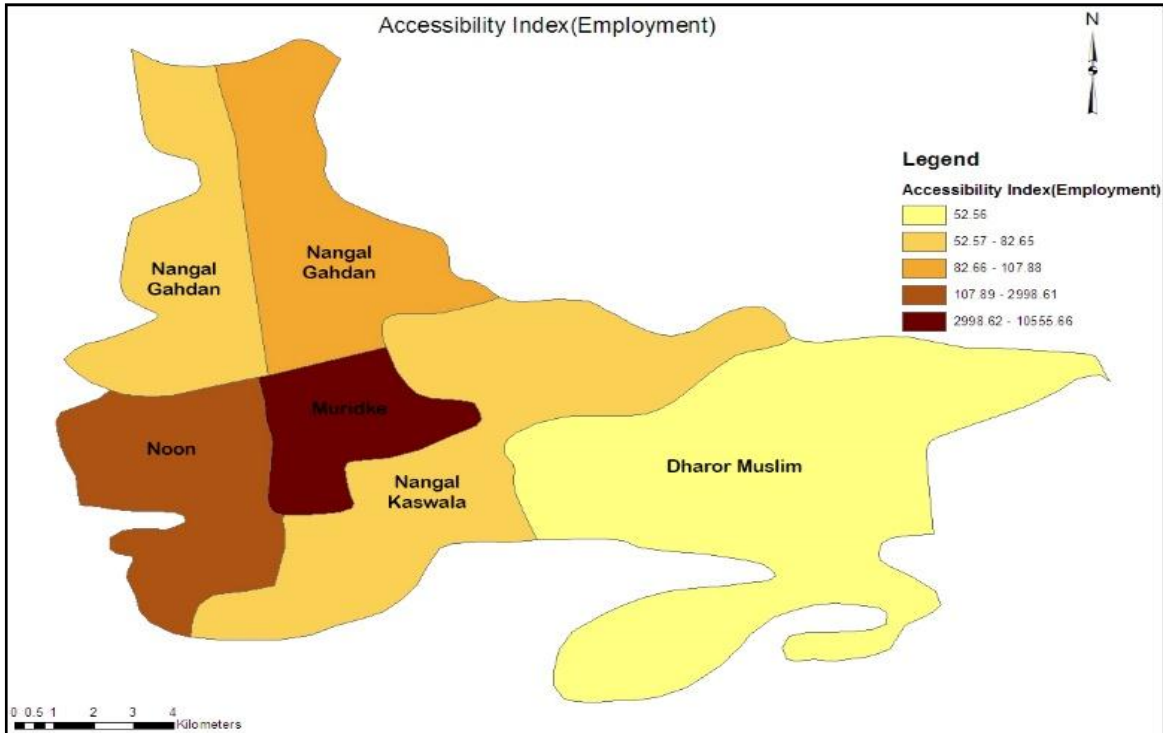 Accessibility Index(Employment)
N
Legend
Accessibility Index(Employment)
52.56
52.57 - 82.65
82.66 - 107.88
107.89 - 2998.61
2998.62 - 10555.66
Nangal
Gahdan
Nangal
Gahdan
Muridke
Noon
Nangal
Kaswala
Dharor Muslim
0 0.5 1 2 3 4
Kilometers